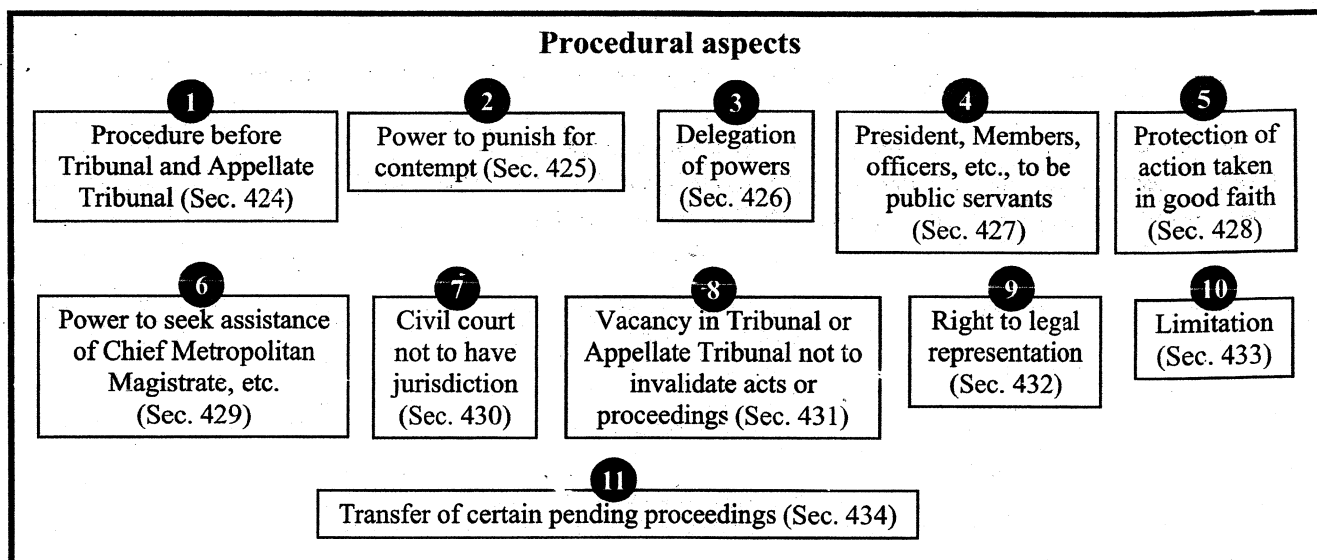 Procedural aspects
1
Procedure before
Tribunal and Appellate
Tribunal (Sec. 424)
2
Power to punish for
contempt (Sec. 425)
3
Delegation
of powers
(Sec. 426)
4
President, Members,
officers, etc., to be
public servants
(Sec. 427)
5
Protection of
action taken
in good faith
(Sec. 428)
6
Power to seek assistance
of Chief Metropolitan
Magistrate, etc.
(Sec. 429)
7
Civil court
not to have
jurisdiction
(Sec. 430)
8
Vacancy in Tribunal or
Appellate Tribunal not to
invalidate acts or
proceedings (Sec. 431)
9
Right to legal
representation
(Sec. 432)
10
Limitation
(Sec. 433)
11
Transfer of certain pending proceedings (Sec. 434)